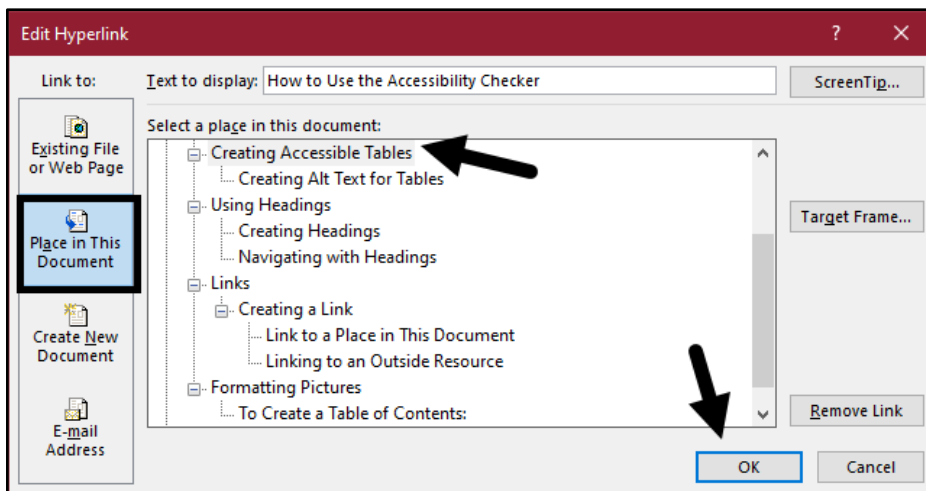 Edit Hyperlink
?
Link to:
Text to display: How to Use the Accessibility Checker
ScreenTip...
Existing File
or Web Page
Place in This
Document
Create New
Document
E-mail
Address
Select a place in this document:
Creating Accessible Tables
Creating Alt Text for Tables
Using Headings
Creating Headings
Navigating with Headings
Links
Creating a Link
Link to a Place in This Document
Linking to an Outside Resource
Formatting Pictures
To Create a Table of Contents:
Target Frame...
Remove Link
OK
Cancel